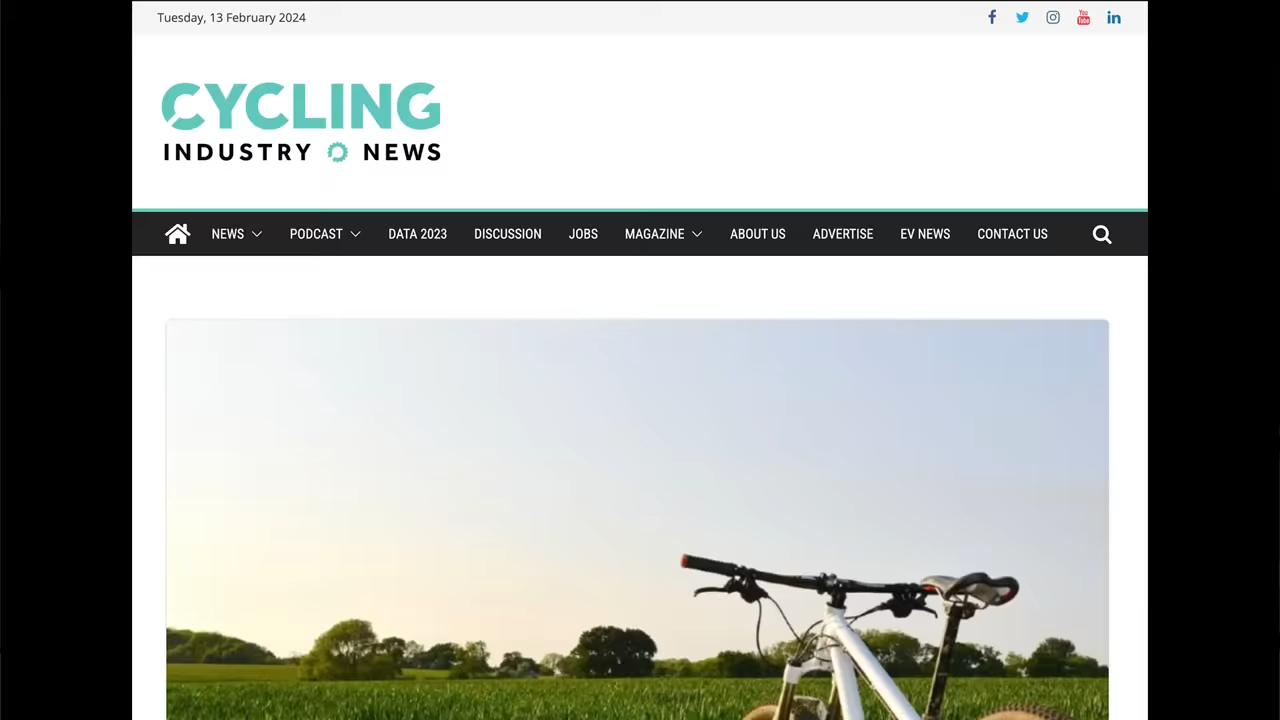 Tuesday, 13 February 2024
CYCLING
INDUSTRY NEWS
NEWS PODCAST DATA 2023 DISCUSSION JOBS MAGAZINE ABOUT US ADVERTISE EV NEWS CONTACT US